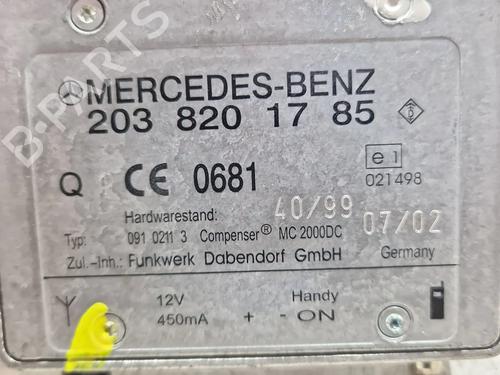 B-PARTS
MERCEDES-BENZ
203 820 17 85
Q CE 0681 e1
021498
Hardwarestand: 40/99 07/02
Typ: 091 0211 3 Compenser® MC 2000DC
Zul.-Inh.: Funkwerk Dabendorf GmbH Germany
12V Handy
450mA + - ON